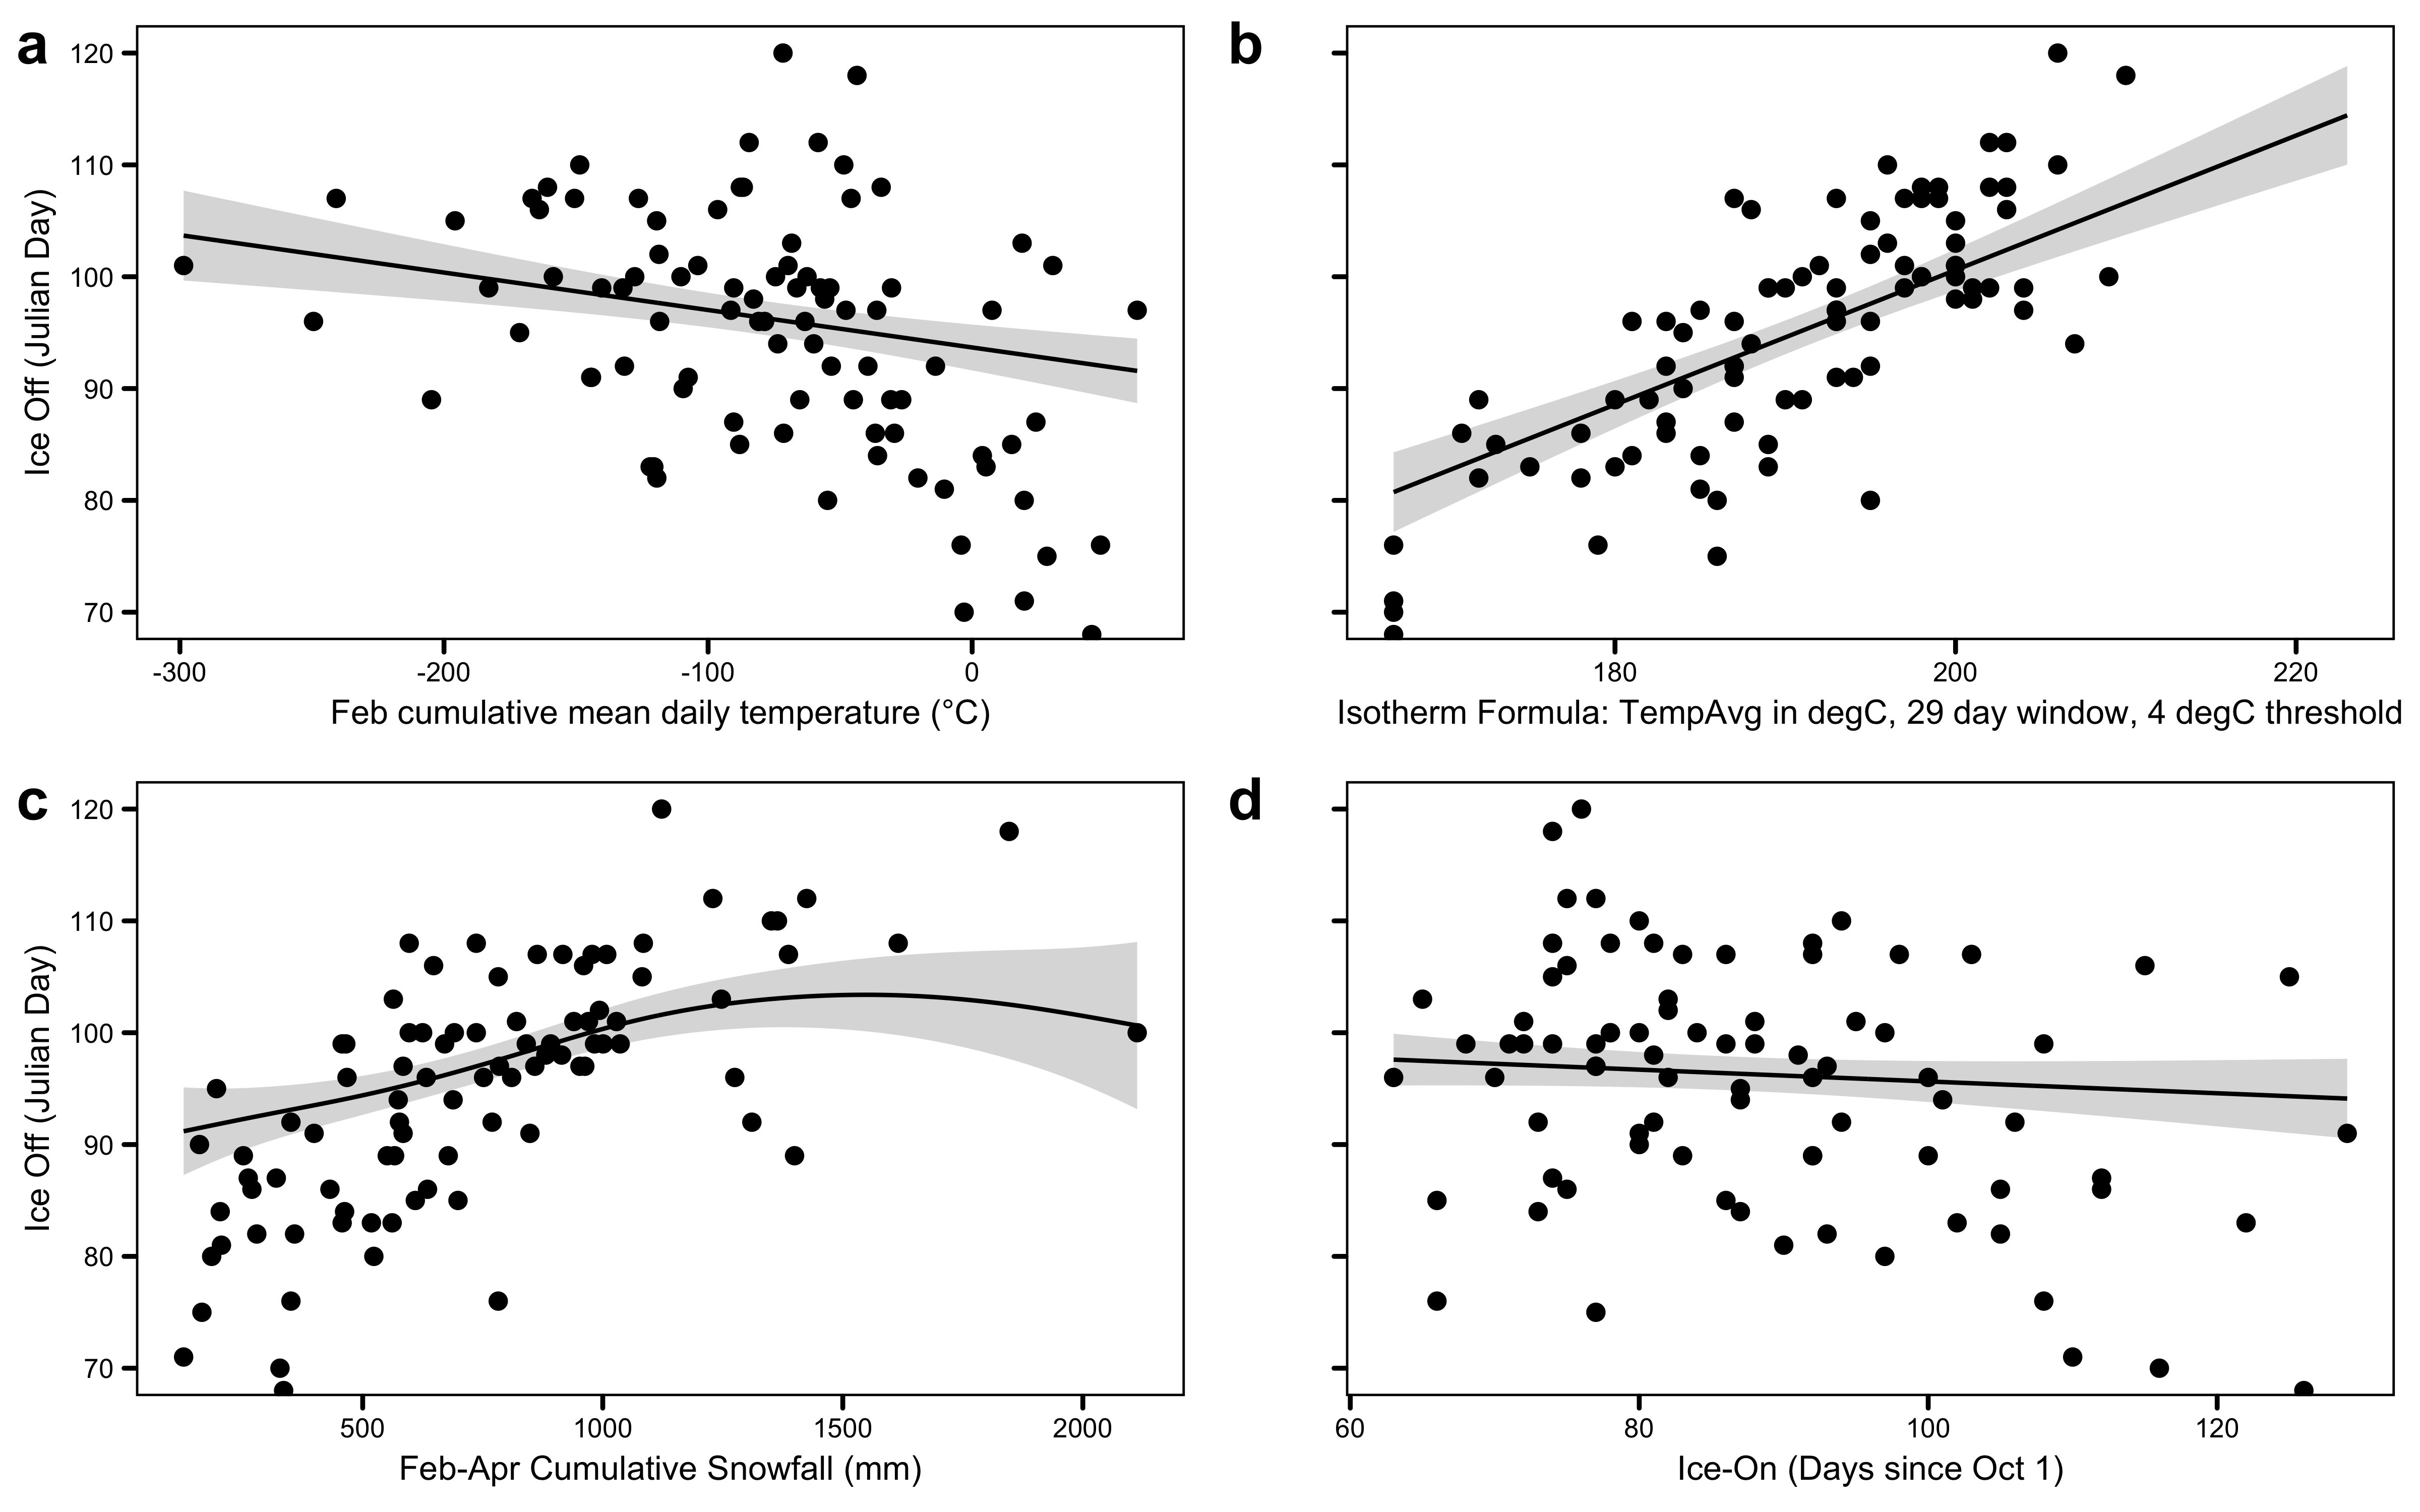 a
b
120
110
100
90
80
70
Ice Off (Julian Day)
-300 -200 -100 0
180 200 220
Feb cumulative mean daily temperature (°C)
Isotherm Formula: TempAvg in degC, 29 day window, 4 degC threshold
c
d
120
110
100
90
80
70
Ice Off (Julian Day)
500 1000 1500 2000
60 80 100 120
Feb-Apr Cumulative Snowfall (mm)
Ice-On (Days since Oct 1)